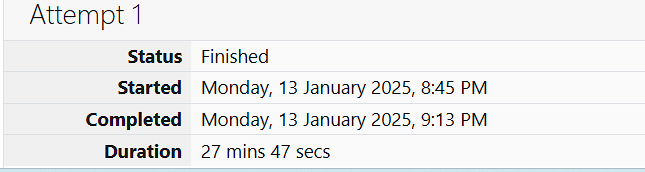 Attempt 1
Status Finished
Started Monday, 13 January 2025, 8:45 PM
Completed Monday, 13 January 2025, 9:13 PM
Duration 27 mins 47 secs